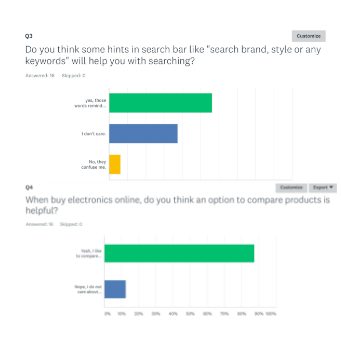 Q3
Customize
Do you think some hints in search bar like "search brand, style or any
keywords" will help you with searching?
Answered: 16 Skipped: 0
yes, those
words remind...
I don't care.
No, they
confuse me.
Q4
Customize Export ▼
When buy electronics online, do you think an option to compare products is
helpful?
Answered: 16 Skipped: 0
Yeah, I like
to compare...
Nope, I do not
care about...
0% 10% 20% 30% 40% 50% 60% 70% 80% 90% 100%